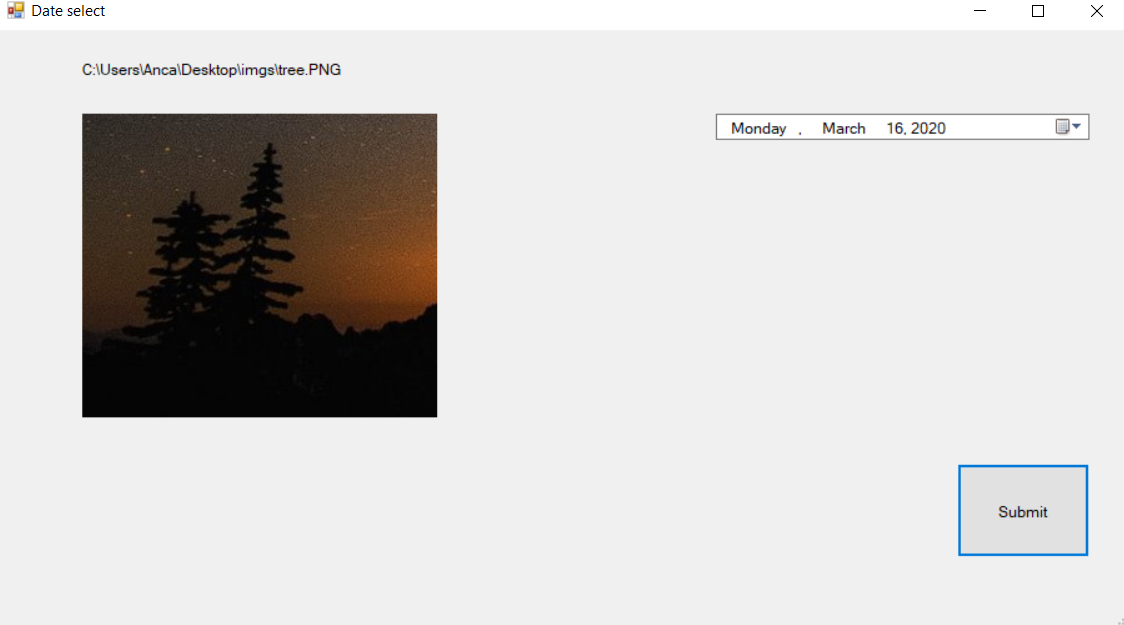 Date select
C:\Users\Anca\Desktop\imgs\tree.PNG
Monday , March 16, 2020
Submit